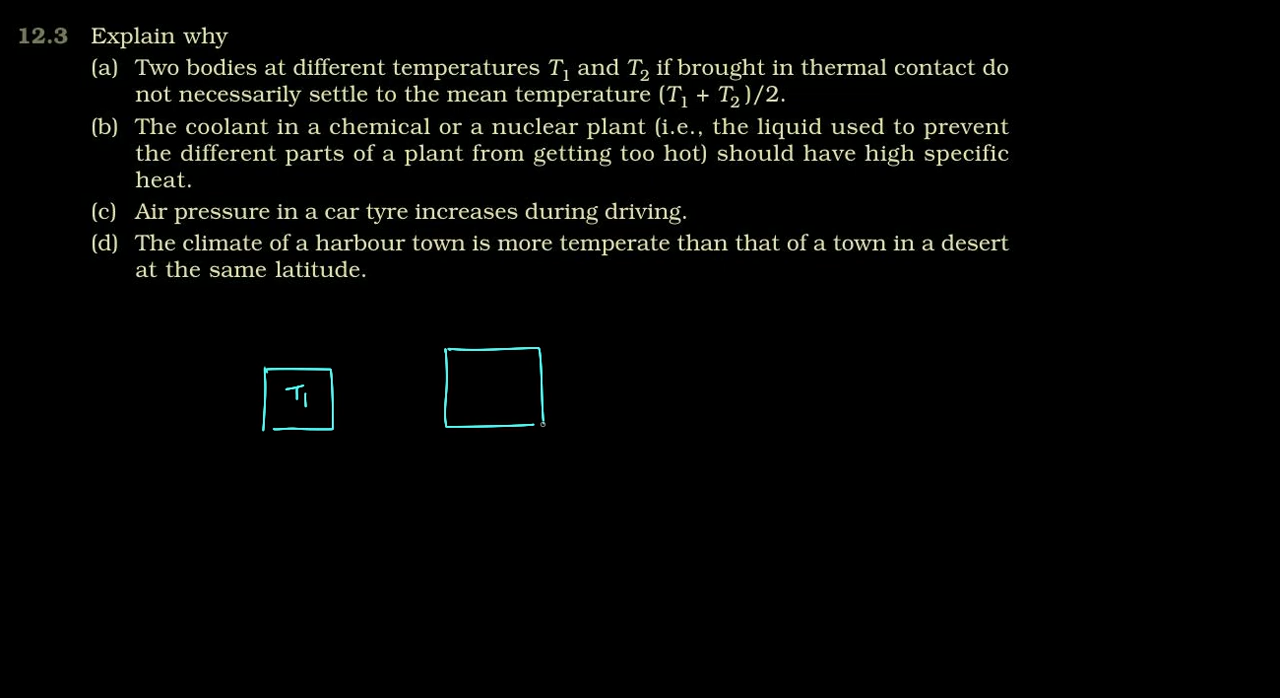 12.3 Explain why
(a) Two bodies at different temperatures T₁ and T₂ if brought in thermal contact do
not necessarily settle to the mean temperature (T₁ + T₂)/2.
(b) The coolant in a chemical or a nuclear plant (i.e., the liquid used to prevent
the different parts of a plant from getting too hot) should have high specific
heat.
(c) Air pressure in a car tyre increases during driving.
(d) The climate of a harbour town is more temperate than that of a town in a desert
at the same latitude.
T₁